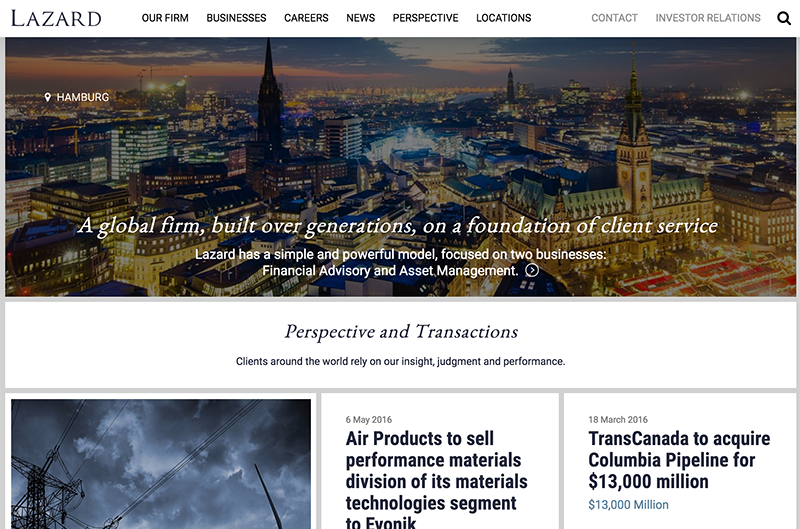 LAZARD
OUR FIRM BUSINESSES CAREERS NEWS PERSPECTIVE LOCATIONS CONTACT INVESTOR RELATIONS
HAMBURG
A global firm, built over generations, on a foundation of client service
Lazard has a simple and powerful model, focused on two businesses:
Financial Advisory and Asset Management.
Perspective and Transactions
Clients around the world rely on our insight, judgment and performance.
6 May 2016
Air Products to sell
performance materials
division of its materials
technologies segment
to Evonik
18 March 2016
TransCanada to acquire
Columbia Pipeline for
$13,000 million
$13,000 Million